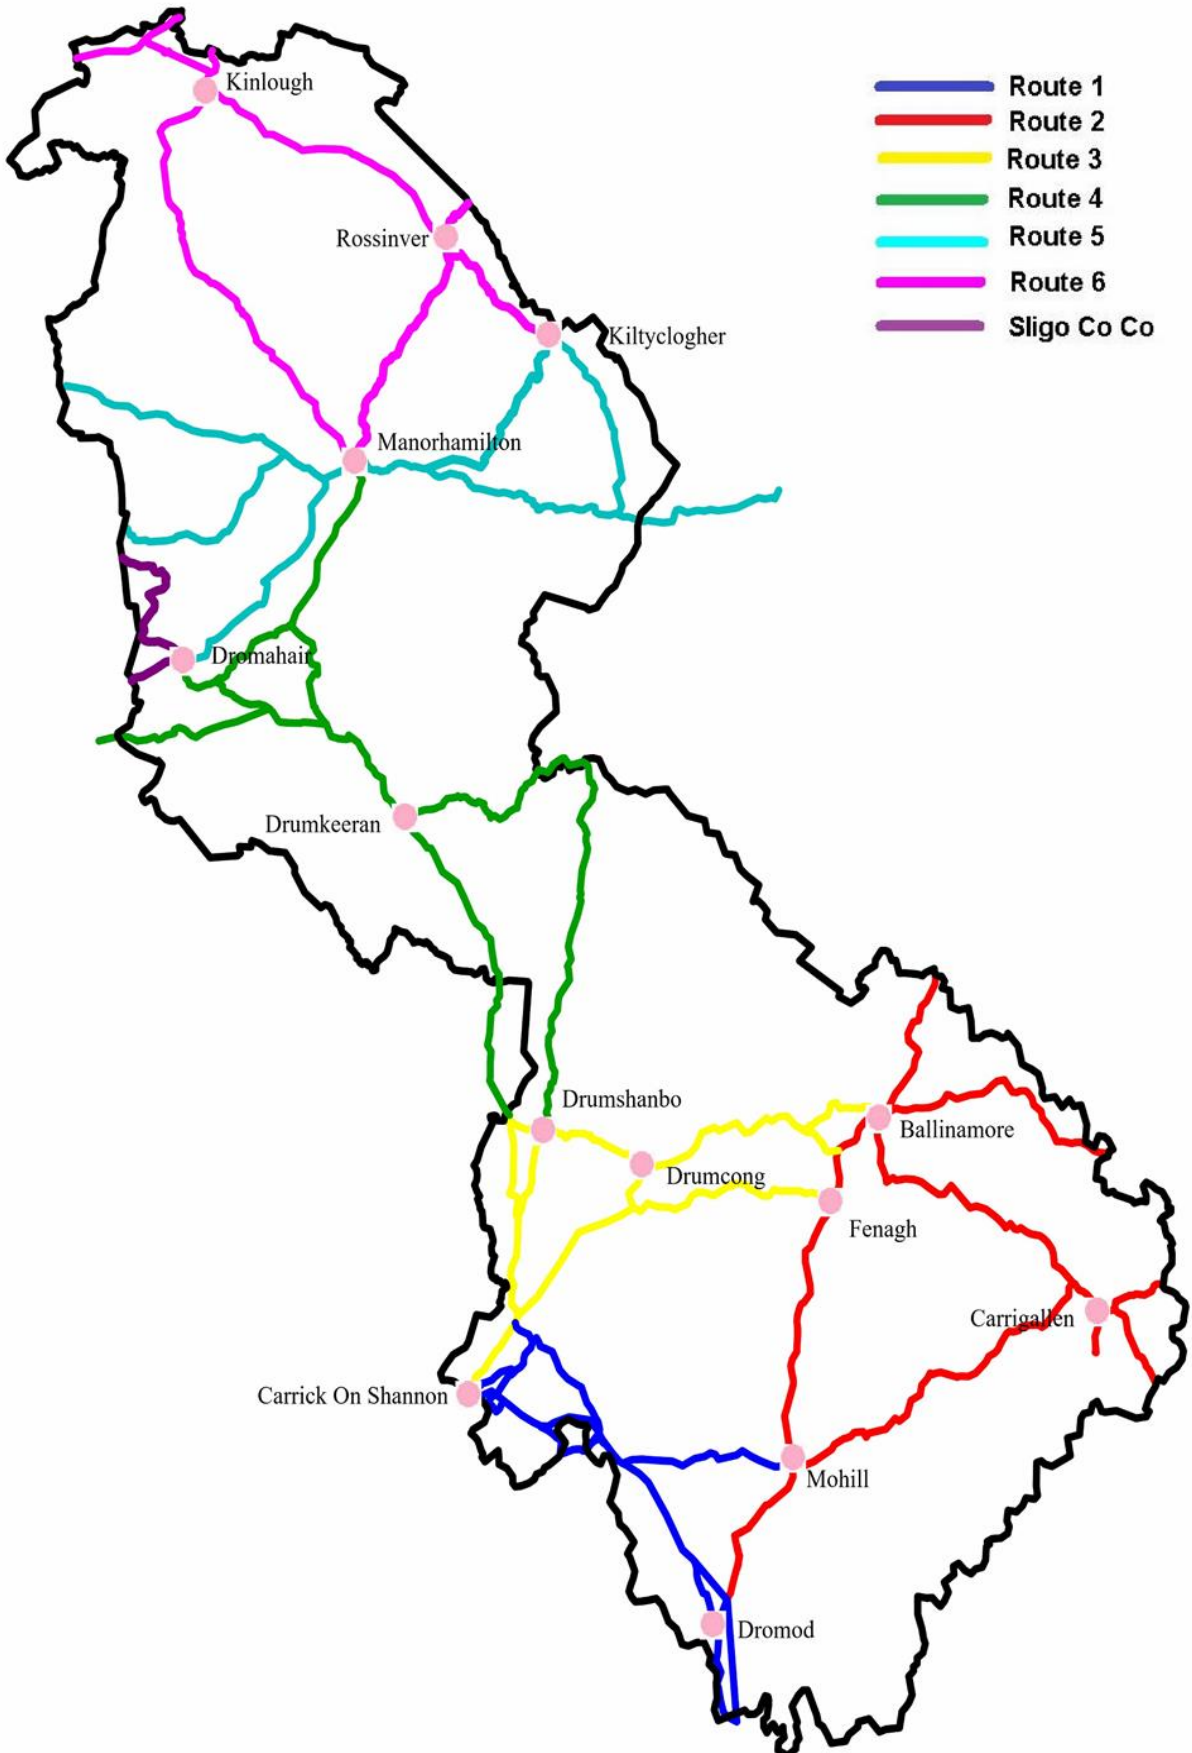 Kinlough
Route 1
Route 2
Route 3
Route 4
Rossinver
Route 5
Route 6
Sligo Co Co
Kiltyclogher
Manorhamilton
Dromahair
Drumkeeran
Drumshanbo
Ballinamore
Drumcong
Fenagh
Carrigallen
Carrick On Shannon
Mohill
Dromod